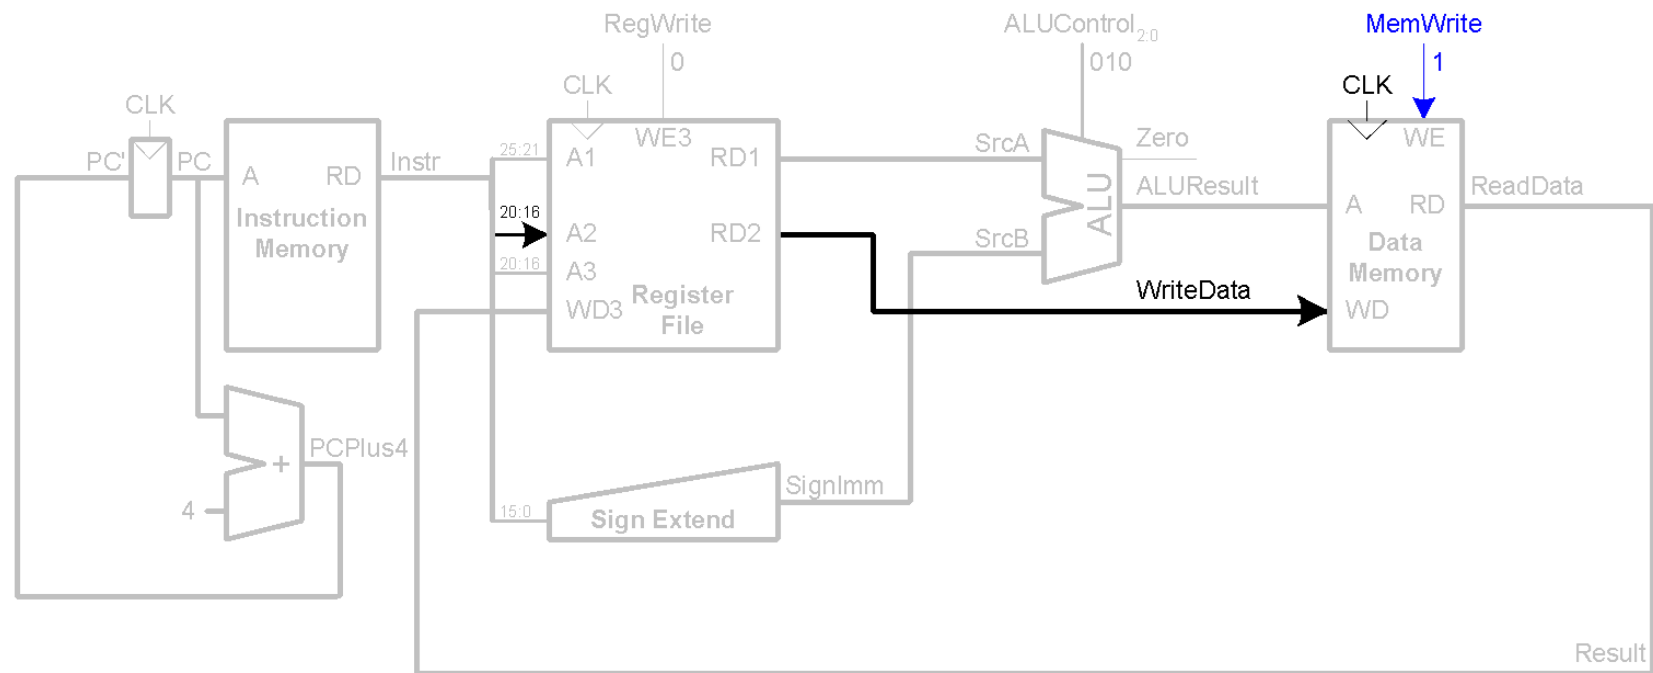 RegWrite
ALUControl2:0
MemWrite
0
010
1
CLK
CLK
CLK
PC'
PC
A
RD
Instruction
Memory
Instr
25:21
20:16
20:16
15:0
A1
A2
A3
WD3
WE3
RD1
RD2
Register
File
SrcA
SrcB
ALU
Zero
ALUResult
WriteData
WE
A
RD
Data
Memory
WD
ReadData
PCPlus4
+
4
Sign Extend
SignImm
Result